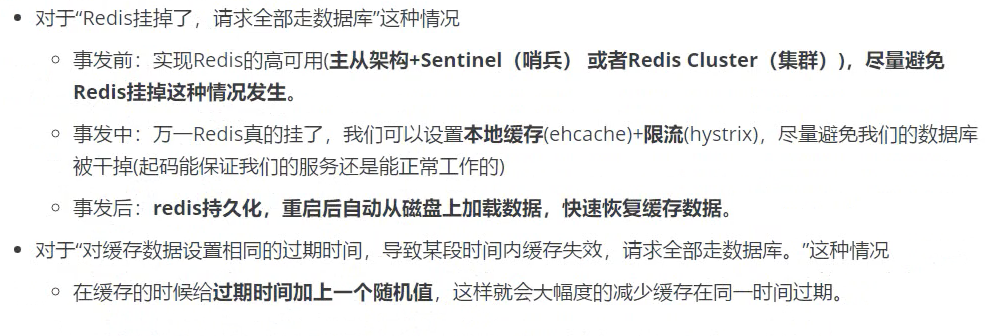 对于“Redis挂掉了，请求全部走数据库”这种情况
事发前：实现Redis的高可用(主从架构+Sentinel（哨兵） 或者Redis Cluster（集群）)，尽量避免
Redis挂掉这种情况发生。
事发中：万一Redis真的挂了，我们可以设置本地缓存(ehcache)+限流(hystrix)，尽量避免我们的数据库
被干掉(起码能保证我们的服务还是能正常工作的)
事发后：redis持久化，重启后自动从磁盘上加载数据，快速恢复缓存数据。
对于“对缓存数据设置相同的过期时间，导致某段时间内缓存失效，请求全部走数据库。”这种情况
在缓存的时候给过期时间加上一个随机值，这样就会大幅度的减少缓存在同一时间过期。